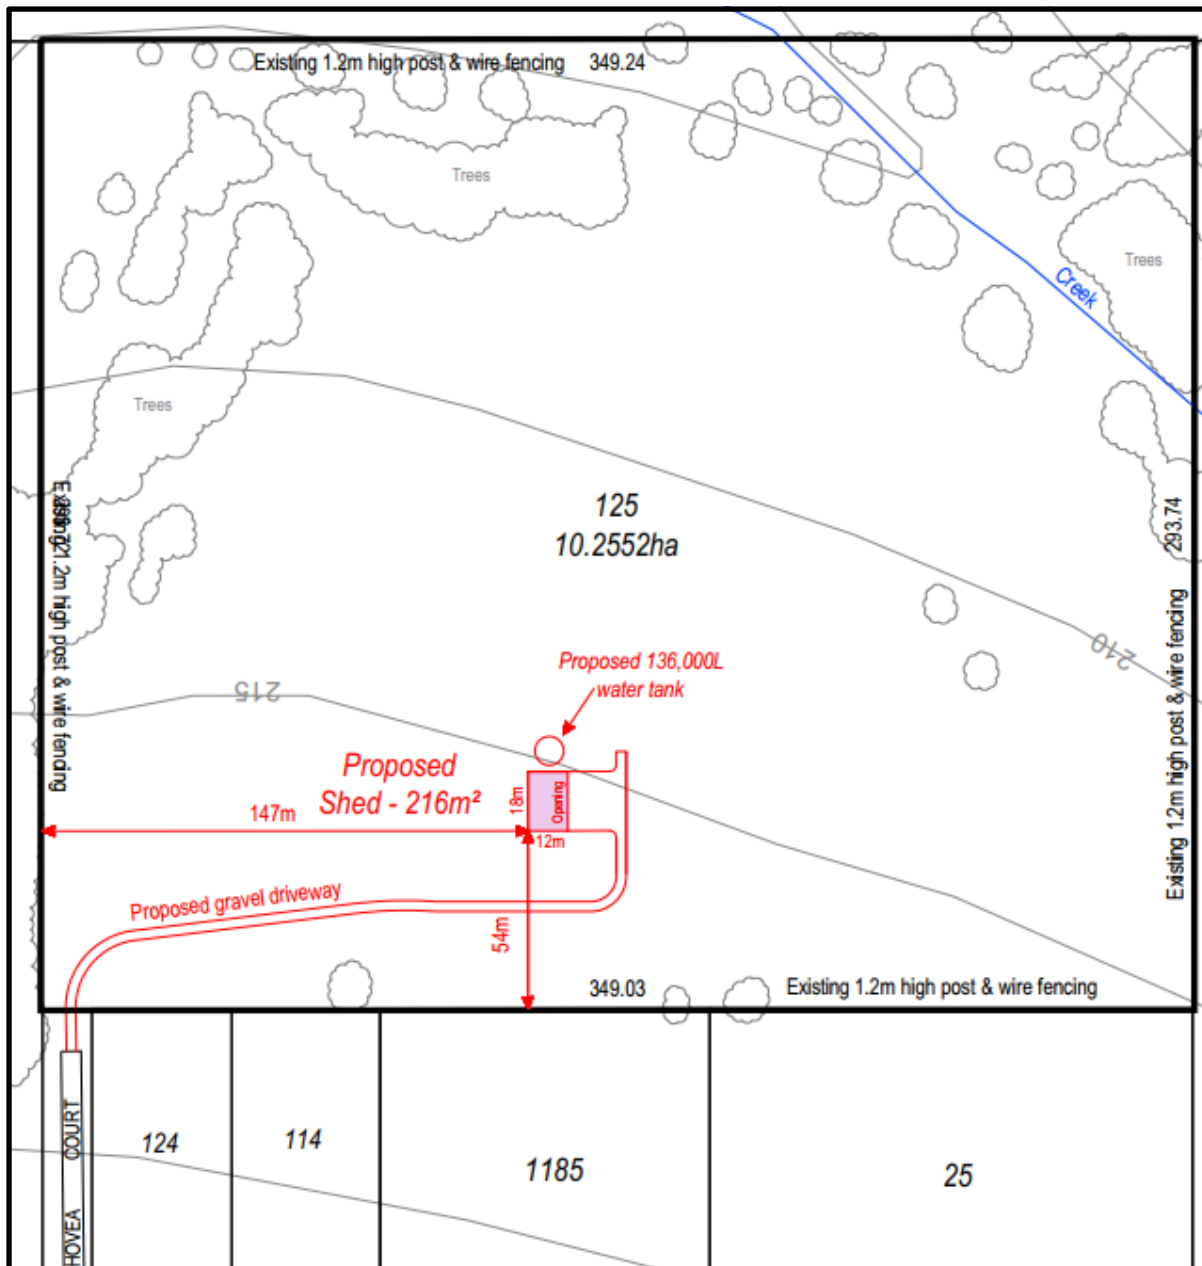 Existing 1.2m high post & wire fencing 349.24
Trees
Trees
Creek
Trees
125
10.2552ha
Existing 1.2m high post & wire fencing
293.74
Existing 1.2m high post & wire fencing
210
215
Proposed 136,000L
water tank
Proposed
Shed - 216m²
18m
Opening
12m
147m
Proposed gravel driveway
54m
349.03 Existing 1.2m high post & wire fencing
HOVEA COURT
124
114
1185
25